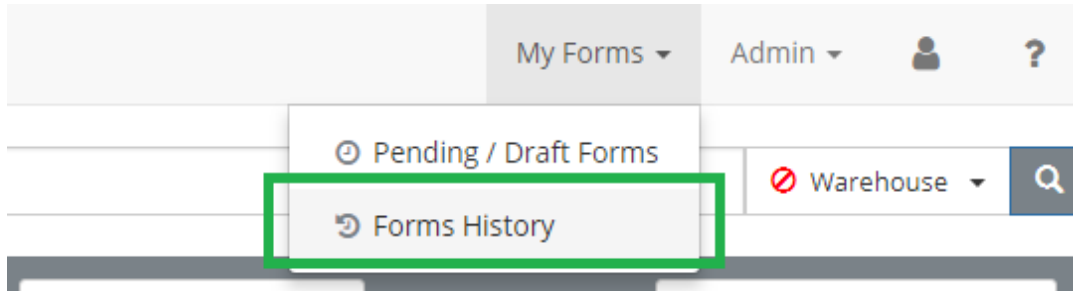 My Forms Admin ?
Pending / Draft Forms
Warehouse
Forms History